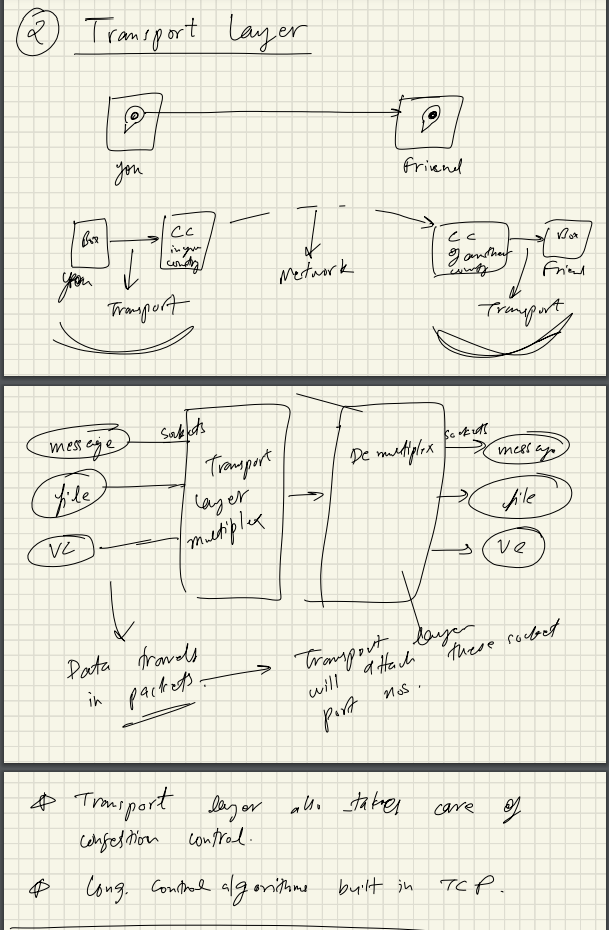 2 Transport Layer
you
Friend
Box
you
CC
in your
country
Network
CC
of another
country
Box
Friend
Transport
Transport
message
file
VC
sockets
Transport
layer
multiplex
De multiplex
sockets
message
file
VC
Data travels
in packets.
Transport layer
will attach these socket
port nos.
Transport layer also takes care of
congestion control.
Cong. control algorithms built in TCP.